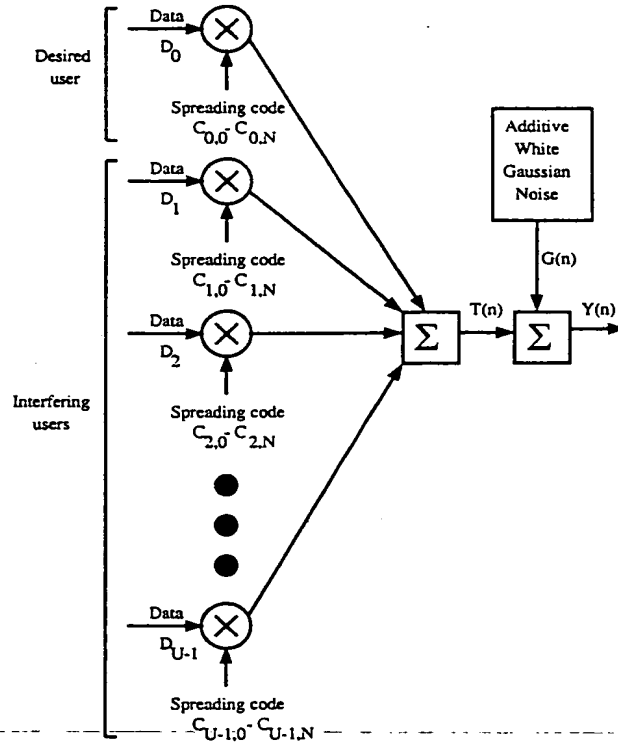 Desired
user
Data
D0
Spreading code
C0,0- C0,N
Additive
White
Gaussian
Noise
Data
D1
Spreading code
C1,0- C1,N
G(n)
Interfering
users
Data
D2
Spreading code
C2,0- C2,N
Σ
T(n)
Σ
Y(n)
Data
DU-1
Spreading code
CU-1,0- CU-1,N